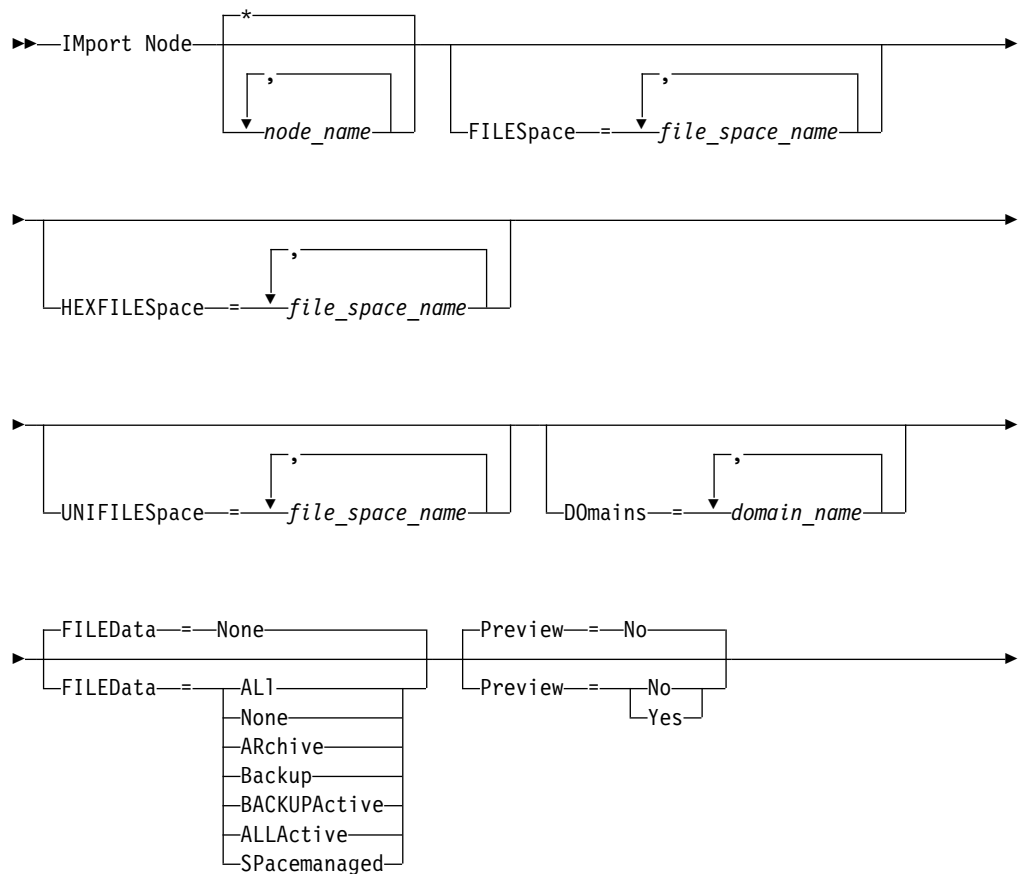 *
IMport Node
,
,
node_name
FILESpace = file_space_name
,
HEXFILESpace = file_space_name
,
,
UNIFILESpace = file_space_name
DOmains = domain_name
FILEData = None
Preview = No
FILEData = ALl
Preview = No
None
Yes
ARchive
Backup
BACKUPActive
ALLActive
SPacemanaged